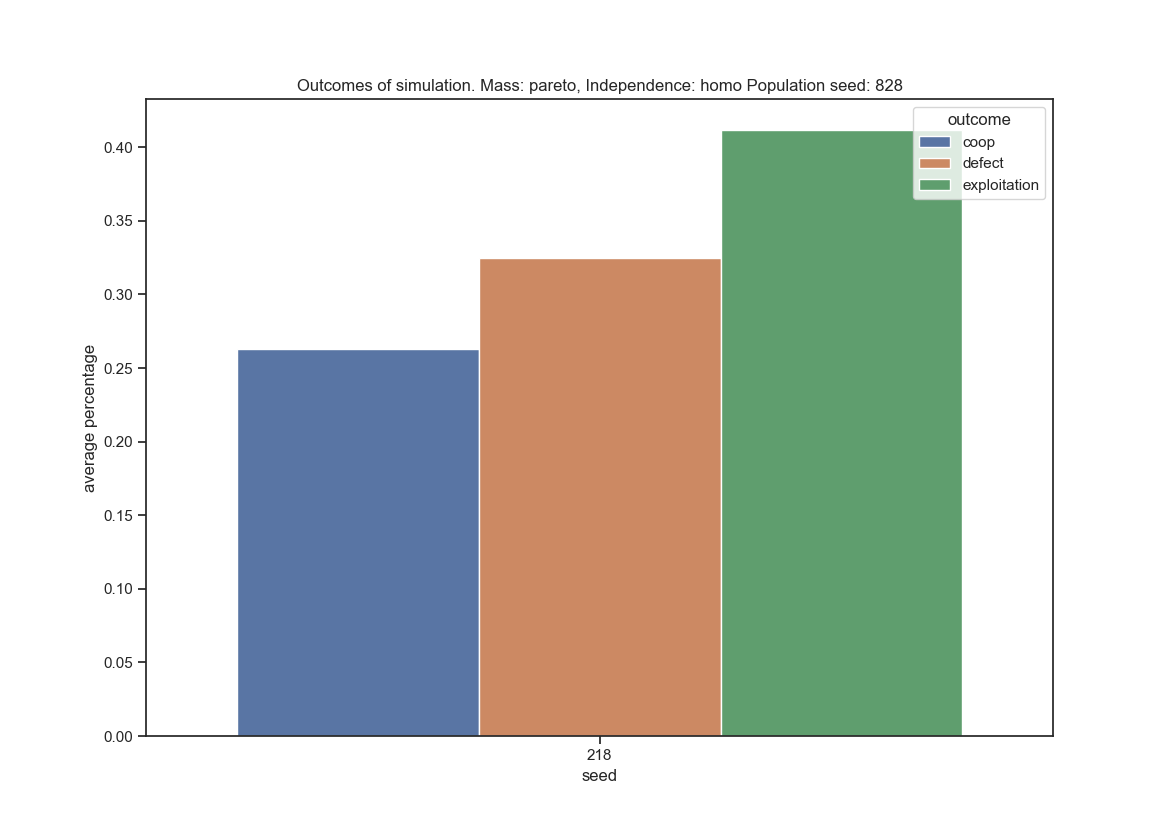 Outcomes of simulation. Mass: pareto, Independence: homo Population seed: 828
outcome
coop
defect
exploitation
0.40
0.35
0.30
0.25
0.20
0.15
0.10
0.05
0.00
average percentage
218
seed